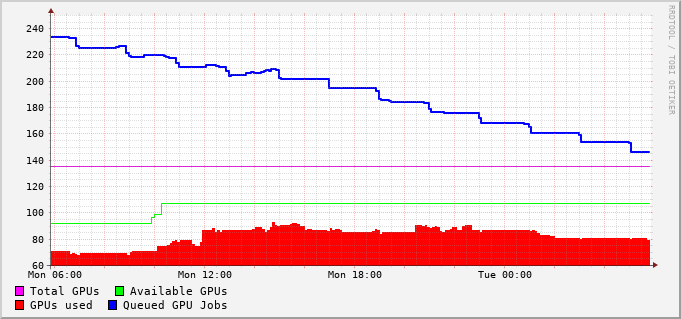 RRDTOOL / TOBI OETIKER
240
220
200
180
160
140
120
100
80
60
Mon 06:00 Mon 12:00 Mon 18:00 Tue 00:00
Total GPUs Available GPUs
GPUs used Queued GPU Jobs